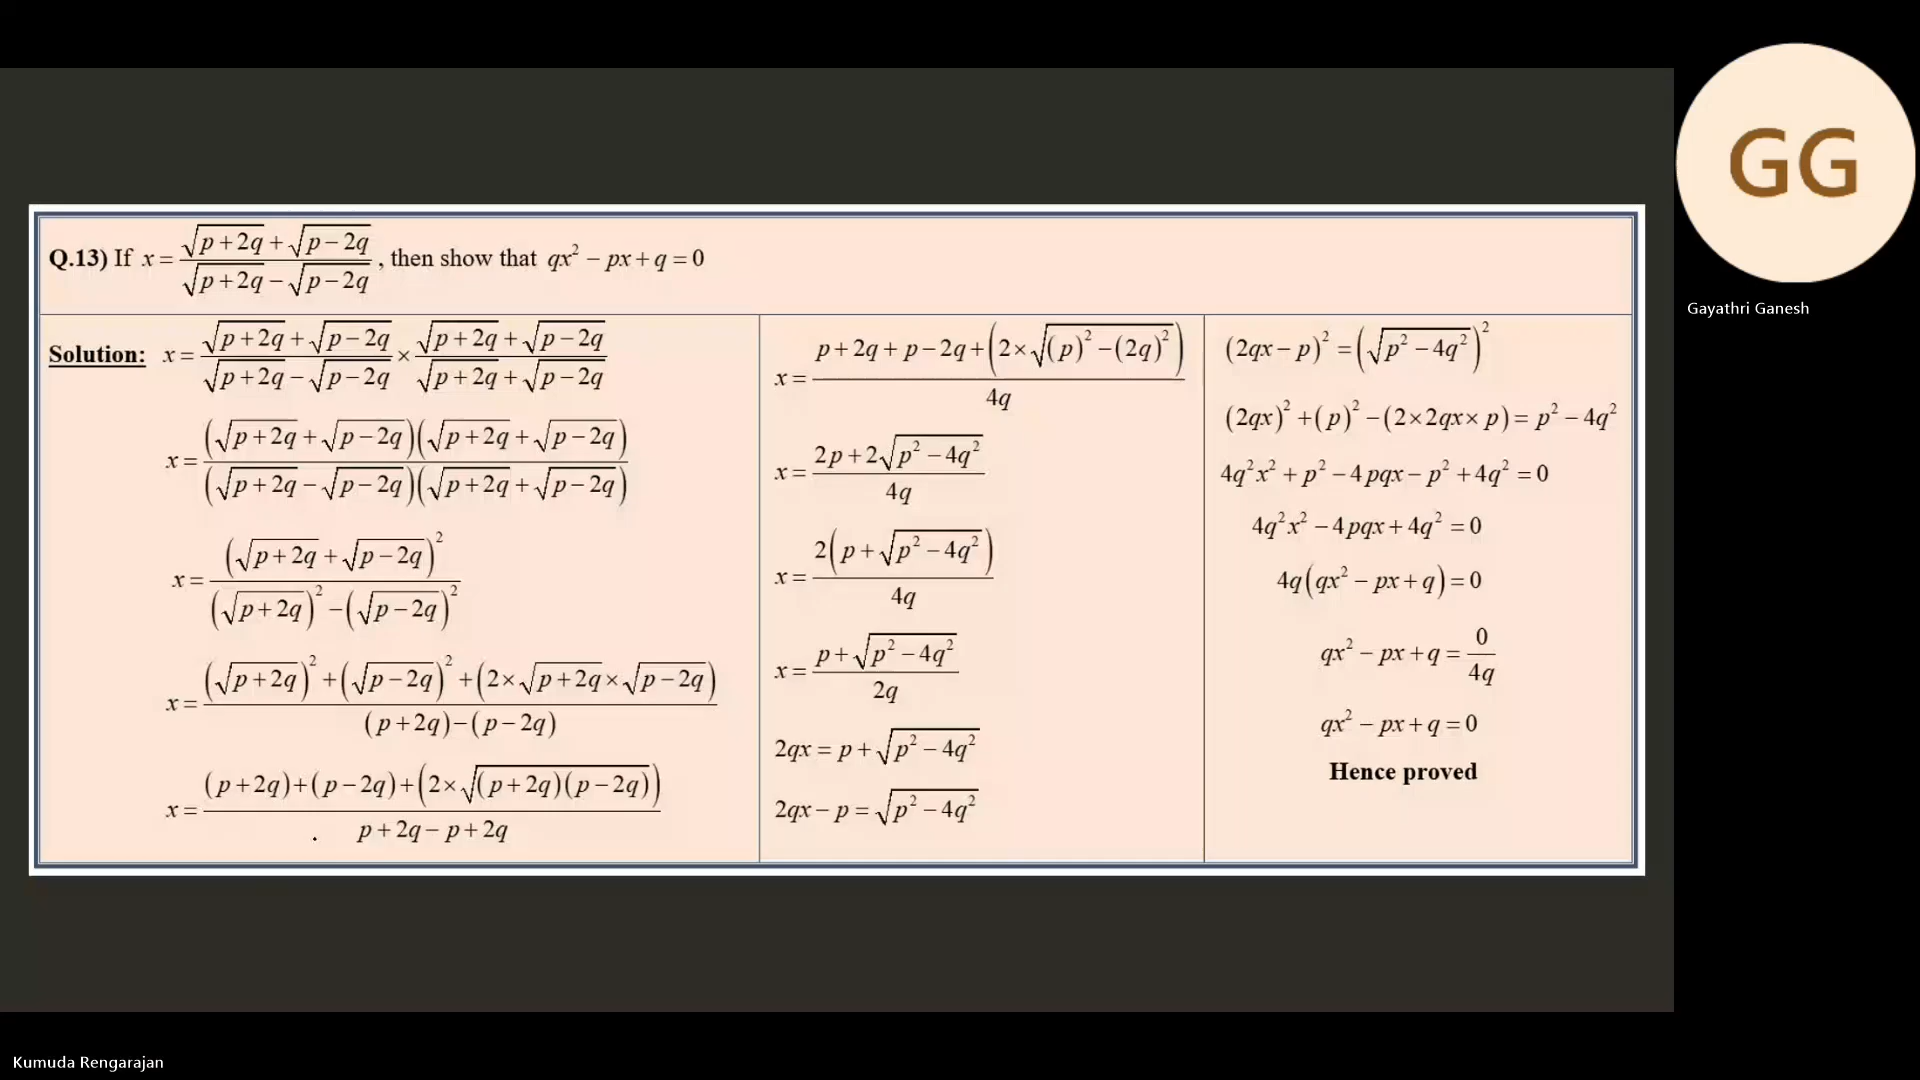 Q.13) If x = (√(p+2q) + √(p−2q)) / (√(p+2q) − √(p−2q)), then show that qx² − px + q = 0
Solution: x = (√(p+2q) + √(p−2q)) / (√(p+2q) − √(p−2q)) × (√(p+2q) + √(p−2q)) / (√(p+2q) + √(p−2q))
x = ((√(p+2q) + √(p−2q))(√(p+2q) + √(p−2q))) / ((√(p+2q) − √(p−2q))(√(p+2q) + √(p−2q)))
x = (√(p+2q) + √(p−2q))² / ((√(p+2q))² − (√(p−2q))²)
x = ((√(p+2q))² + (√(p−2q))² + (2×√(p+2q)×√(p−2q))) / ((p+2q)−(p−2q))
x = ((p+2q)+(p−2q)+(2×√((p+2q)(p−2q)))) / (p+2q−p+2q)
x = (p+2q+p−2q+(2×√((p)²−(2q)²))) / 4q
x = (2p+2√(p²−4q²)) / 4q
x = 2(p+√(p²−4q²)) / 4q
x = (p+√(p²−4q²)) / 2q
2qx = p+√(p²−4q²)
2qx − p = √(p²−4q²)
(2qx−p)² = (√(p²−4q²))²
(2qx)² + (p)² − (2×2qx×p) = p² − 4q²
4q²x² + p² − 4pqx − p² + 4q² = 0
4q²x² − 4pqx + 4q² = 0
4q(qx² − px + q) = 0
qx² − px + q = 0/4q
qx² − px + q = 0
Hence proved
GG
Gayathri Ganesh
Kumuda Rengarajan